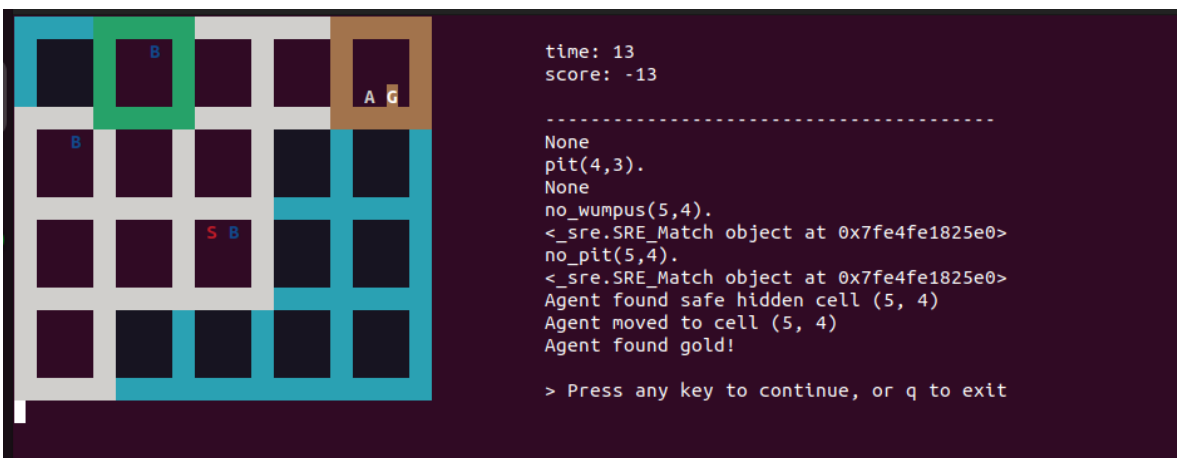 B
A G
B
S B
time: 13
score: -13
----------------------------------------
None
pit(4,3).
None
no_wumpus(5,4).
<_sre.SRE_Match object at 0x7fe4fe1825e0>
no_pit(5,4).
<_sre.SRE_Match object at 0x7fe4fe1825e0>
Agent found safe hidden cell (5, 4)
Agent moved to cell (5, 4)
Agent found gold!
> Press any key to continue, or q to exit